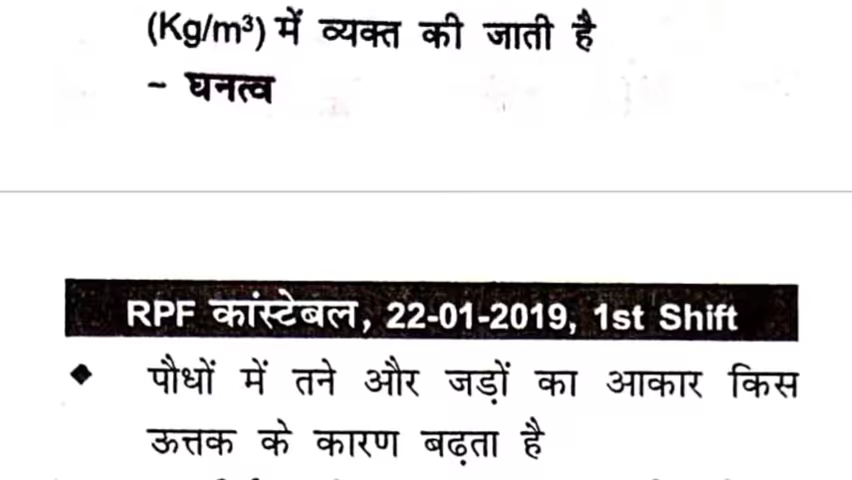 (Kg/m³) में व्यक्त की जाती है
– घनत्व
RPF कांस्टेबल, 22-01-2019, 1st Shift
◆ पौधों में तने और जड़ों का आकार किस
ऊत्तक के कारण बढ़ता है